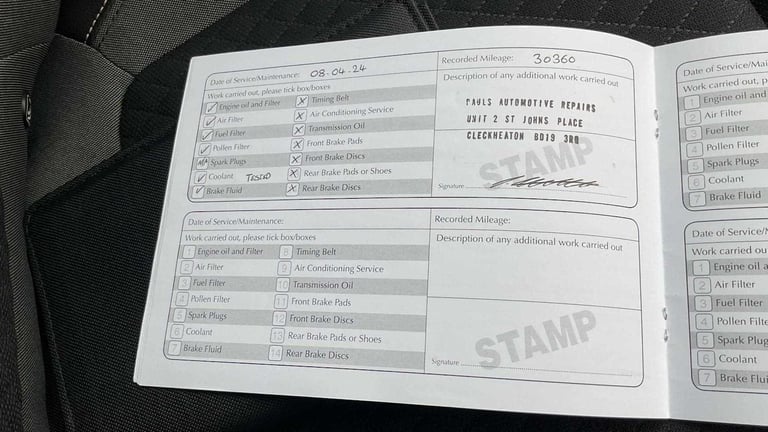 Date of Service/Maintenance: 08-04-24
Recorded Mileage: 30360
Work carried out, please tick box/boxes
Description of any additional work carried out
✓ Engine oil and Filter X Timing Belt
✓ Air Filter X Air Conditioning Service
✓ Fuel Filter X Transmission Oil
✓ Pollen Filter X Front Brake Pads
Spark Plugs X Front Brake Discs
✓ Coolant TESTED X Rear Brake Pads or Shoes
✓ Brake Fluid X Rear Brake Discs
PAULS AUTOMOTIVE REPAIRS
UNIT 2 ST JOHNS PLACE
CLECKHEATON BD19 3RQ
STAMP
Signature
Date of Service/Maintenance:
Recorded Mileage:
Work carried out, please tick box/boxes
Description of any additional work carried out
1 Engine oil and Filter 8 Timing Belt
2 Air Filter 9 Air Conditioning Service
3 Fuel Filter 10 Transmission Oil
4 Pollen Filter 11 Front Brake Pads
5 Spark Plugs 12 Front Brake Discs
6 Coolant 13 Rear Brake Pads or Shoes
7 Brake Fluid 14 Rear Brake Discs
STAMP
Signature
Date of Service/Mai
Work carried out,
1 Engine oil and
2 Air Filter
3 Fuel Filter
4 Pollen Filter
5 Spark Plugs
6 Coolant
7 Brake Fluid
Date of Service/M
Work carried ou
1 Engine oil and
2 Air Filter
3 Fuel Filter
4 Pollen Filte
5 Spark Plug
6 Coolant
7 Brake Flui